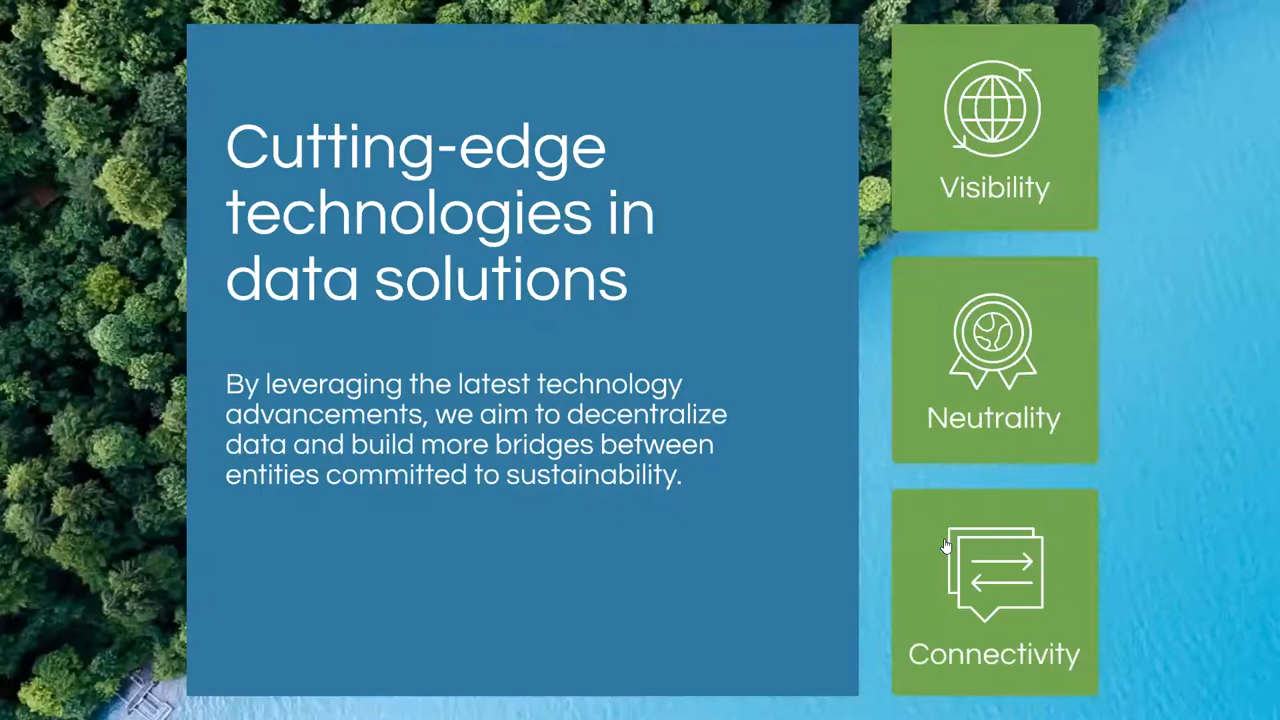 Cutting-edge
technologies in
data solutions
By leveraging the latest technology
advancements, we aim to decentralize
data and build more bridges between
entities committed to sustainability.
Visibility
Neutrality
Connectivity